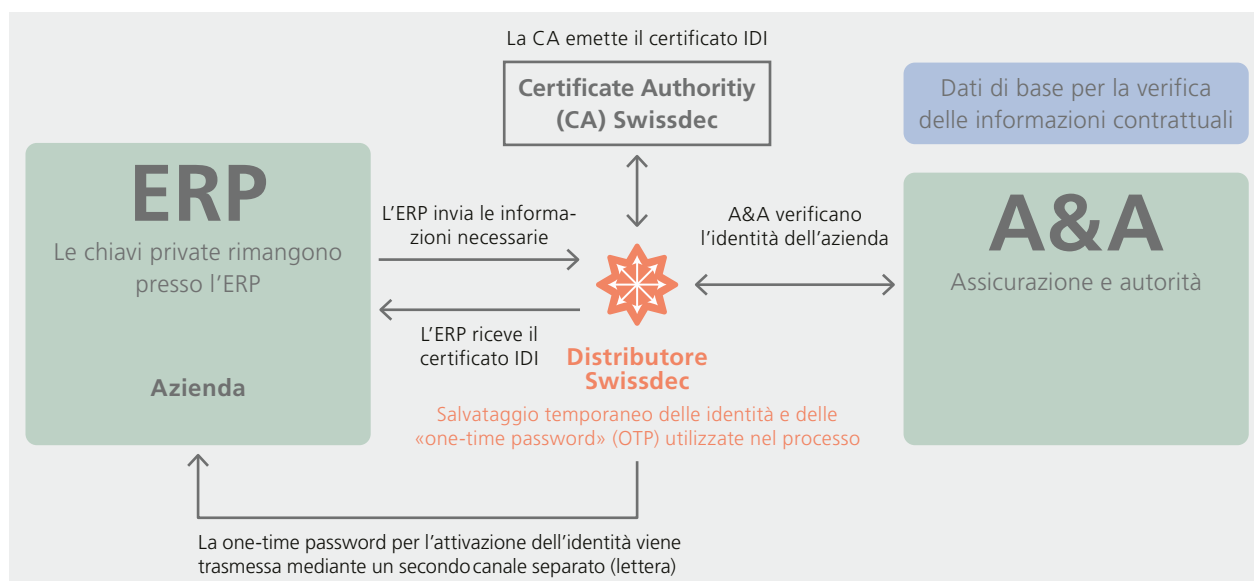 La CA emette il certificato IDI
Certificate Authoritiy
(CA) Swissdec
Dati di base per la verifica
delle informazioni contrattuali
ERP
Le chiavi private rimangono
presso l'ERP
Azienda
L'ERP invia le informa-
zioni necessarie
L'ERP riceve il
certificato IDI
A&A verificano
l'identità dell'azienda
A&A
Assicurazione e autorità
Distributore
Swissdec
Salvataggio temporaneo delle identità e delle
«one-time password» (OTP) utilizzate nel processo
La one-time password per l'attivazione dell'identità viene
trasmessa mediante un secondo canale separato (lettera)